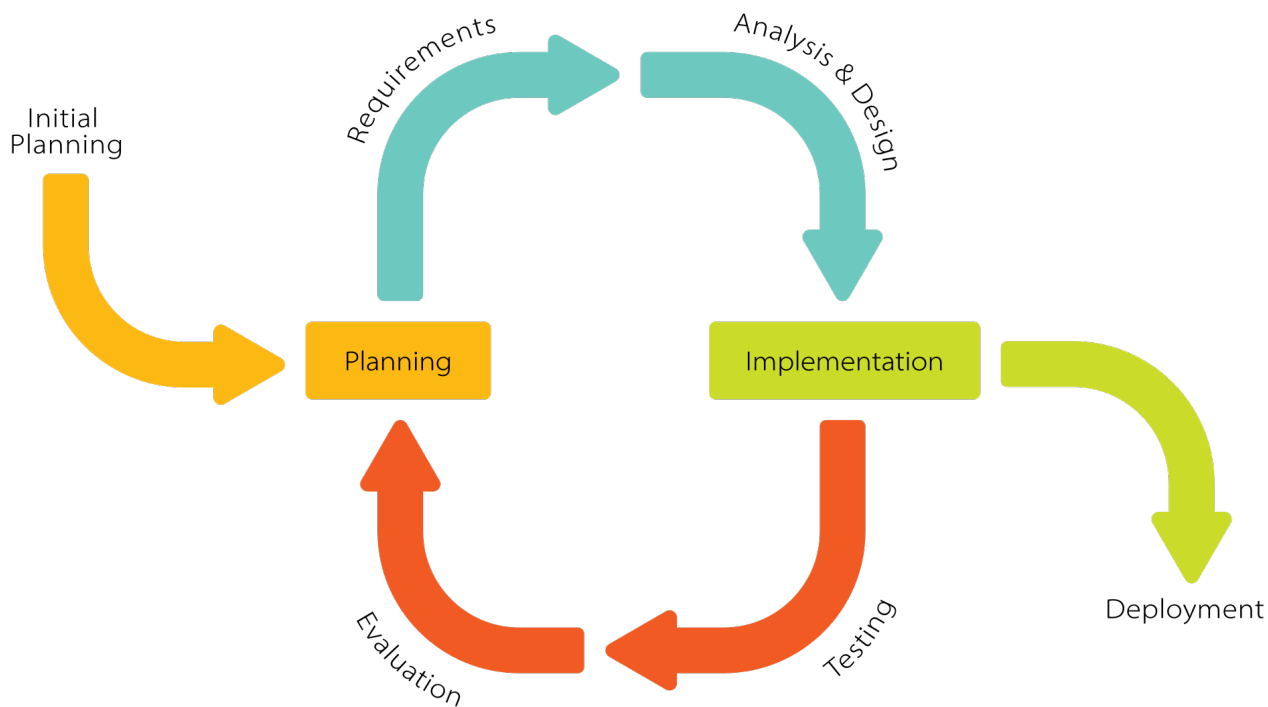 Requirements
Analysis & Design
Initial
Planning
Planning
Implementation
Evaluation
Testing
Deployment